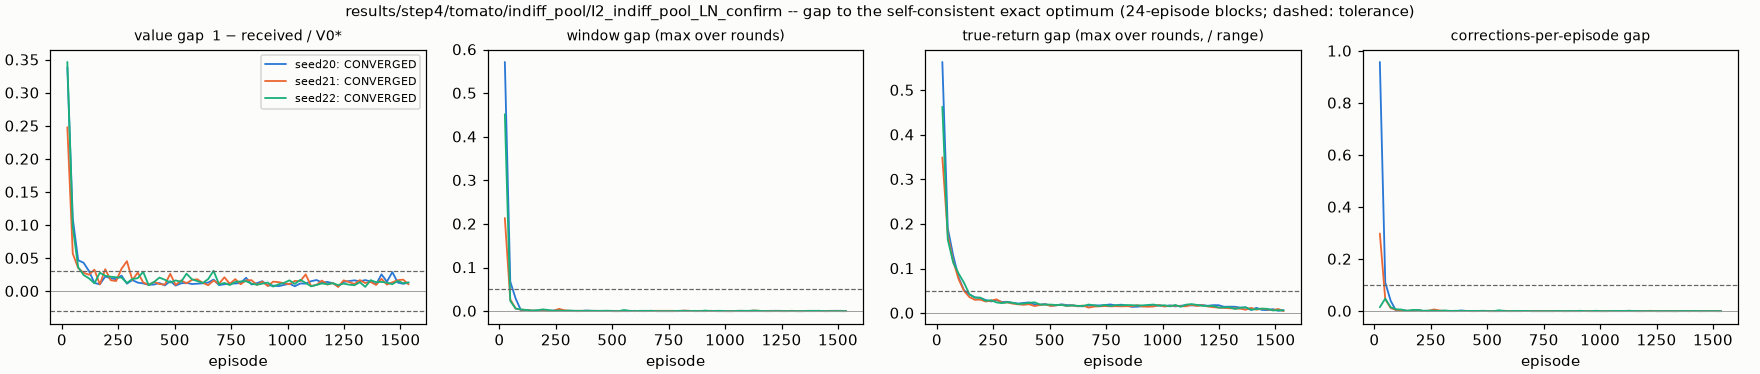 results/step4/tomato/indiff_pool/I2_indiff_pool_LN_confirm -- gap to the self-consistent exact optimum (24-episode blocks; dashed: tolerance)
value gap  1 − received / V0*
0.35
0.30
0.25
0.20
0.15
0.10
0.05
0.00
seed20: CONVERGED
seed21: CONVERGED
seed22: CONVERGED
0 250 500 750 1000 1250 1500
episode
window gap (max over rounds)
0.6
0.5
0.4
0.3
0.2
0.1
0.0
0 250 500 750 1000 1250 1500
episode
true-return gap (max over rounds, / range)
0.5
0.4
0.3
0.2
0.1
0.0
0 250 500 750 1000 1250 1500
episode
corrections-per-episode gap
1.0
0.8
0.6
0.4
0.2
0.0
0 250 500 750 1000 1250 1500
episode